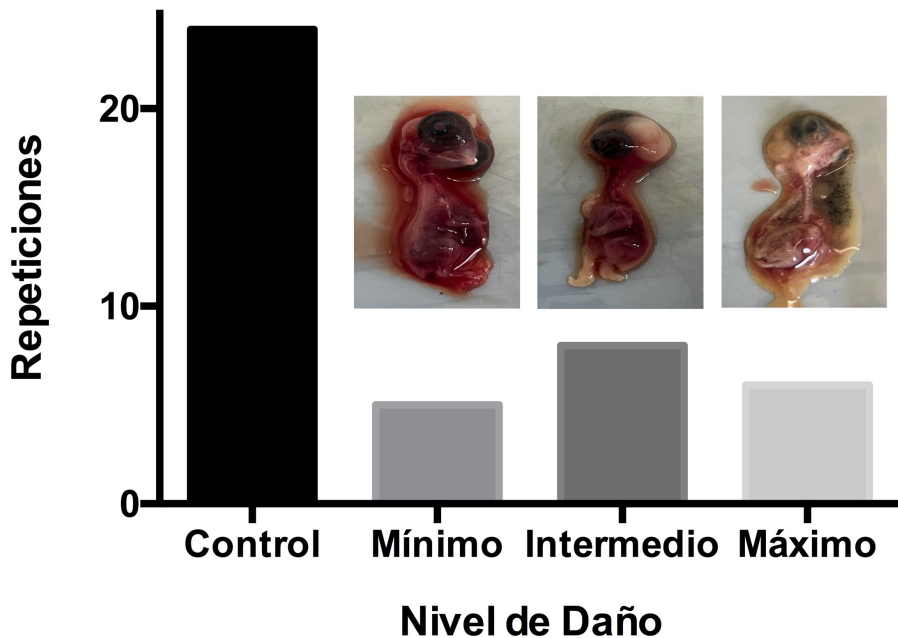 Repeticiones
20
10
0
Control Mínimo Intermedio Máximo
Nivel de Daño